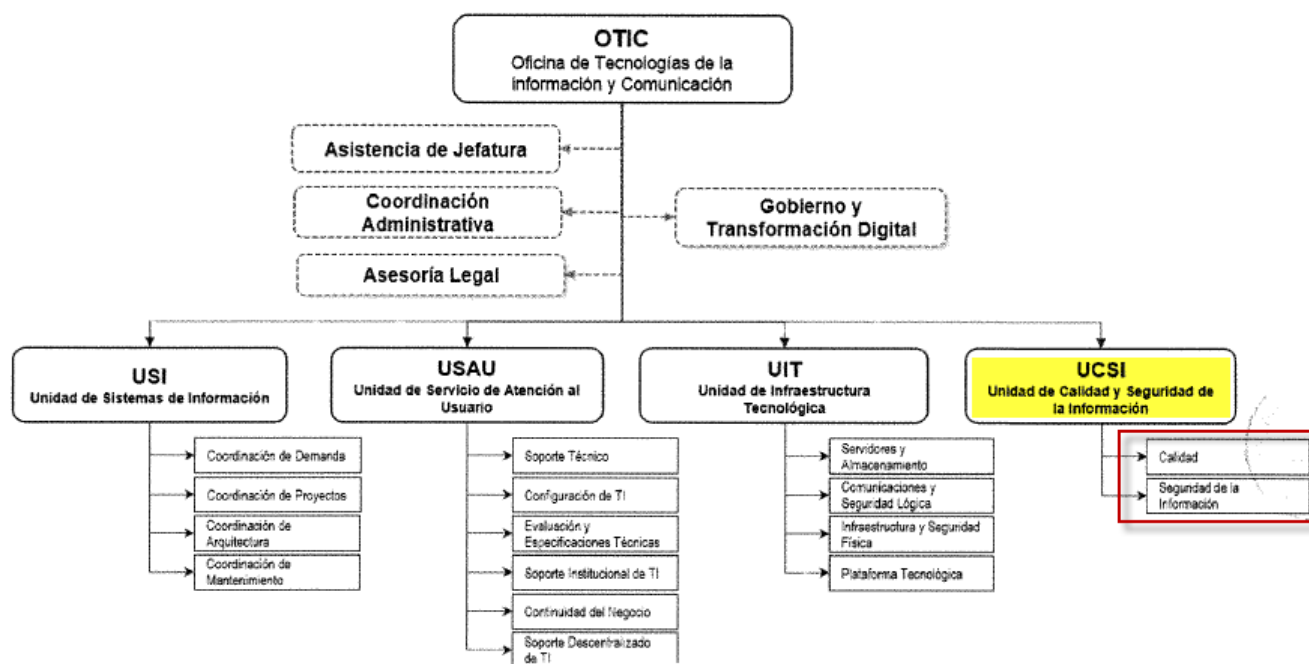 OTIC
Oficina de Tecnologías de la
información y Comunicación
Asistencia de Jefatura
Coordinación
Administrativa
Gobierno y
Transformación Digital
Asesoría Legal
USI
Unidad de Sistemas de Información
USAU
Unidad de Servicio de Atención al
Usuario
UIT
Unidad de Infraestructura
Tecnológica
UCSI
Unidad de Calidad y Seguridad de
la Información
Coordinación de Demanda
Coordinación de Proyectos
Coordinación de
Arquitectura
Coordinación de
Mantenimiento
Soporte Técnico
Configuración de TI
Evaluación y
Especificaciones Técnicas
Soporte Institucional de TI
Continuidad del Negocio
Soporte Descentralizado
de TI
Servidores y
Almacenamiento
Comunicaciones y
Seguridad Lógica
Infraestructura y Seguridad
Física
Plataforma Tecnológica
Calidad
Seguridad de la
Información